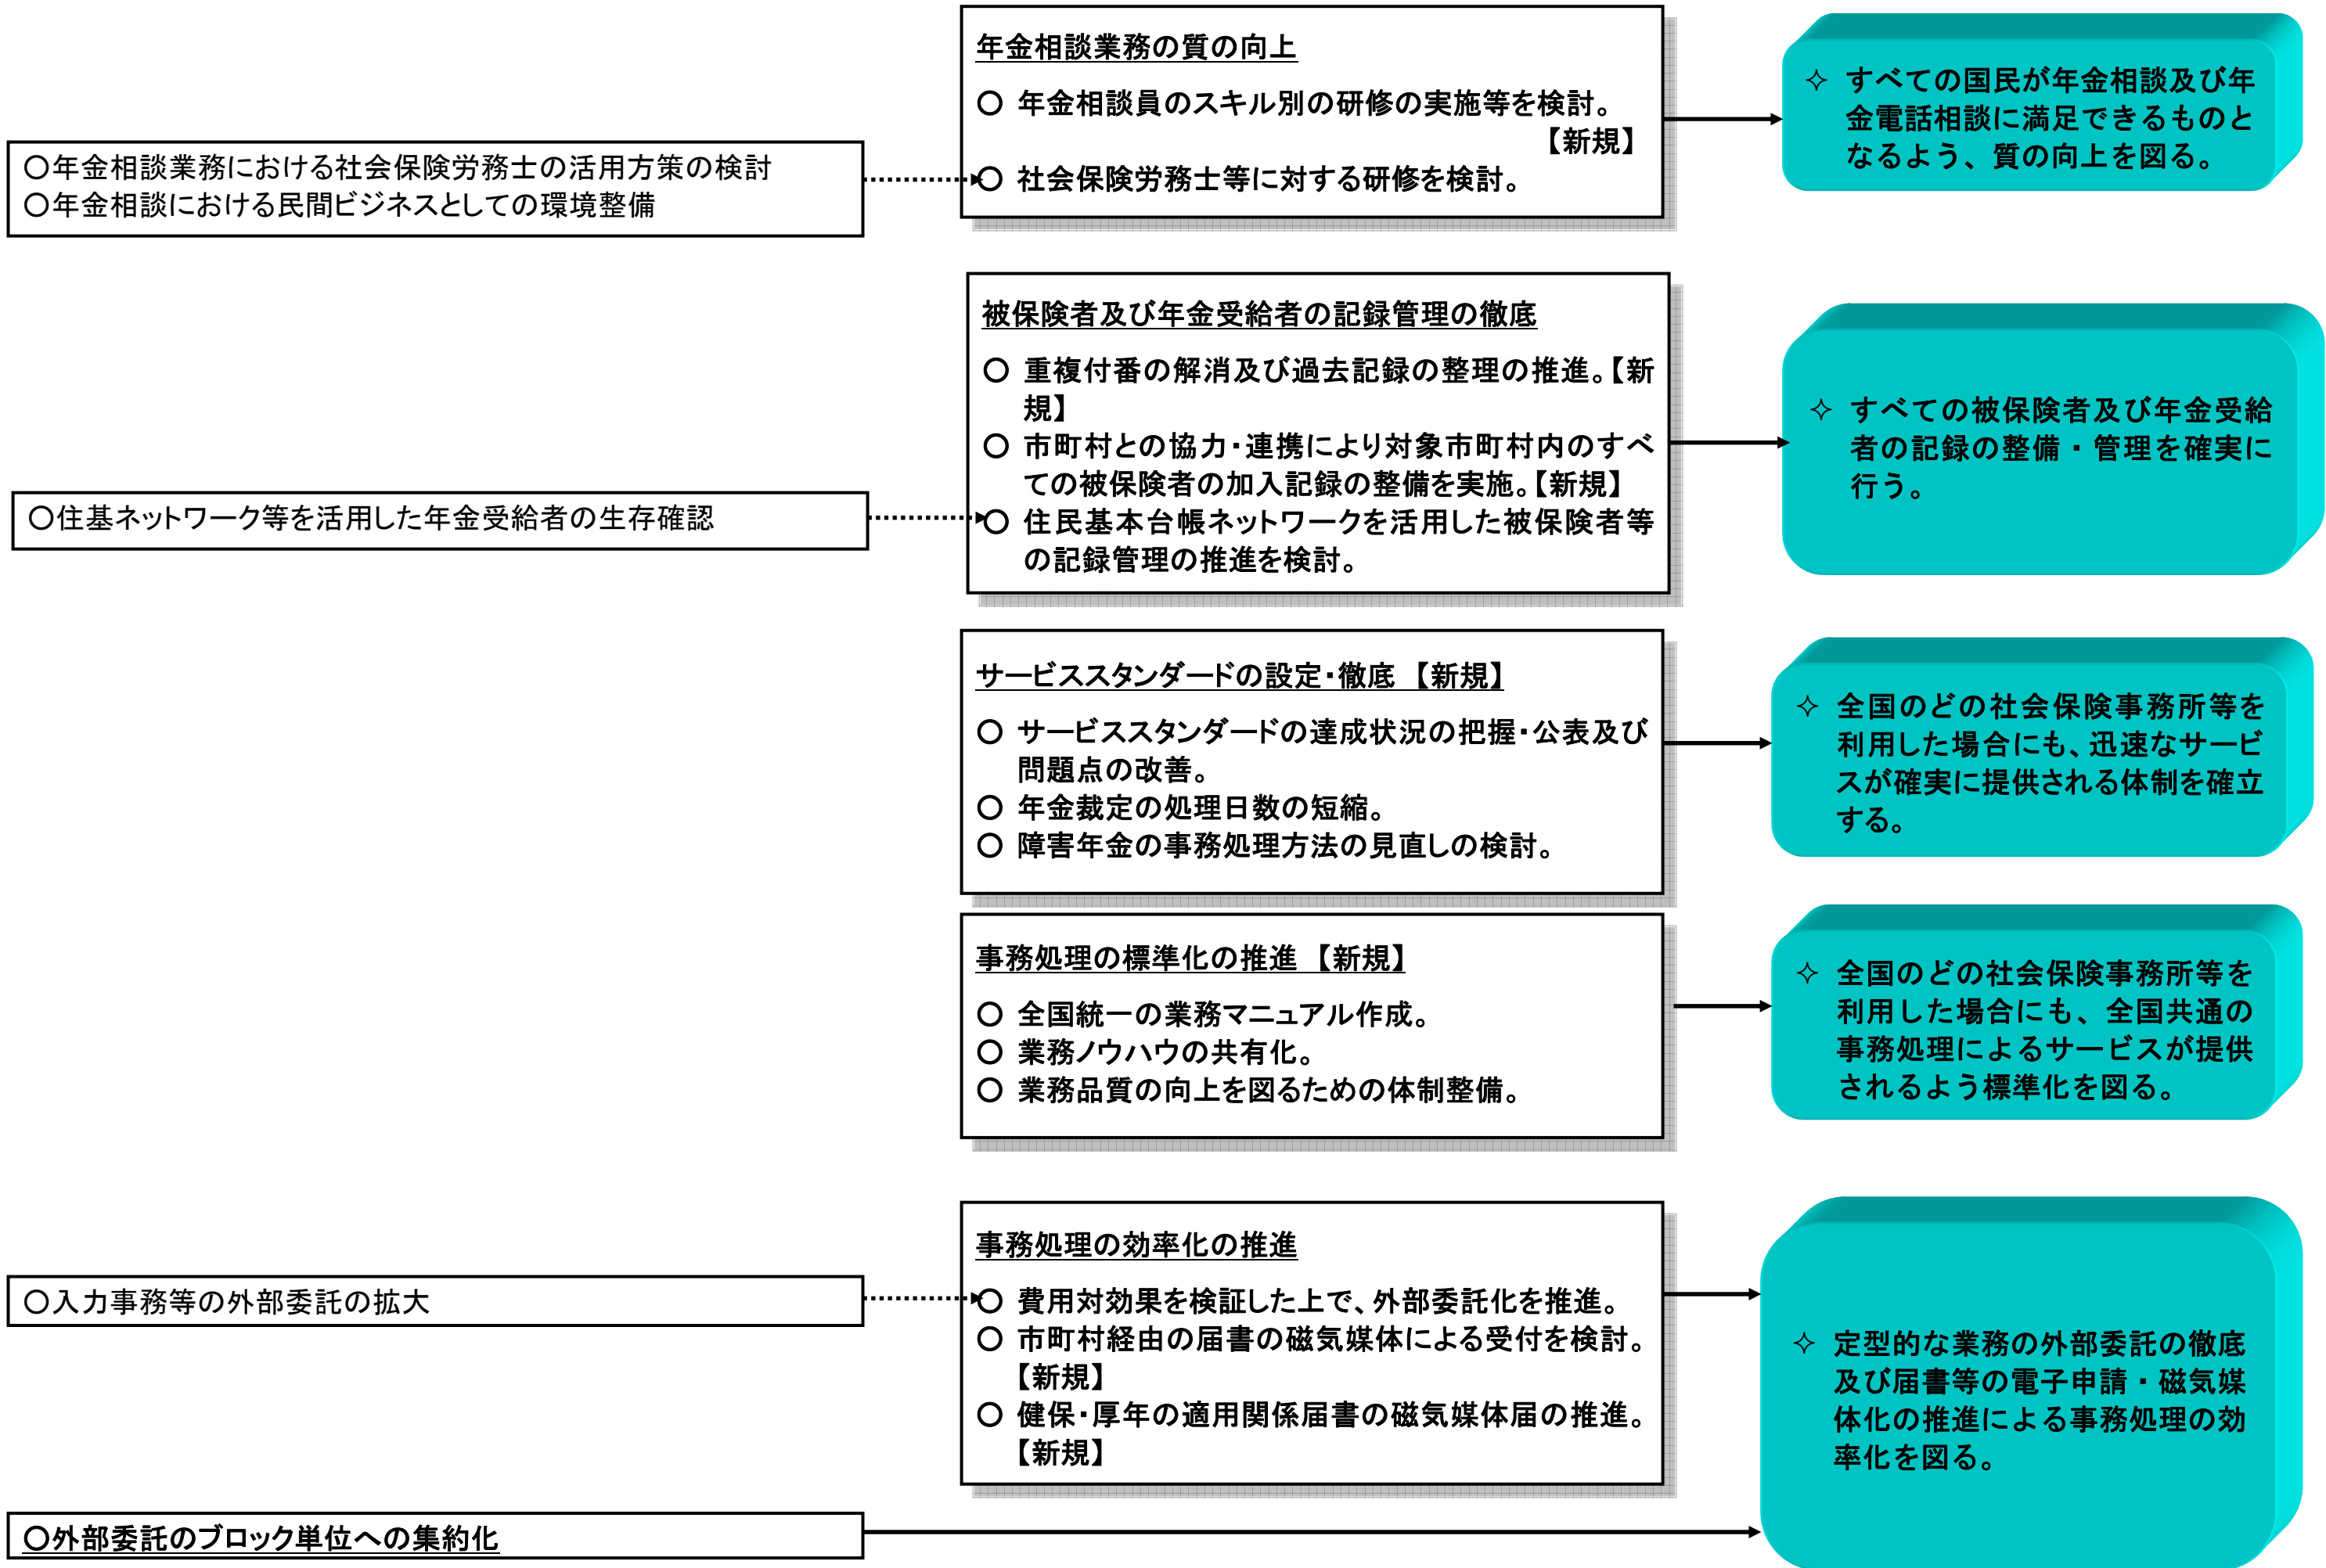 年金相談業務の質の向上
○ 年金相談員のスキル別の研修の実施等を検討。
【新規】
○ 社会保険労務士等に対する研修を検討。
○年金相談業務における社会保険労務士の活用方策の検討
○年金相談における民間ビジネスとしての環境整備
✧ すべての国民が年金相談及び年
金電話相談に満足できるものと
なるよう、質の向上を図る。
被保険者及び年金受給者の記録管理の徹底
○ 重複付番の解消及び過去記録の整理の推進。【新
規】
○ 市町村との協力・連携により対象市町村内のすべ
ての被保険者の加入記録の整備を実施。【新規】
○ 住民基本台帳ネットワークを活用した被保険者等
の記録管理の推進を検討。
○住基ネットワーク等を活用した年金受給者の生存確認
✧ すべての被保険者及び年金受給
者の記録の整備・管理を確実に
行う。
サービススタンダードの設定・徹底 【新規】
○ サービススタンダードの達成状況の把握・公表及び
問題点の改善。
○ 年金裁定の処理日数の短縮。
○ 障害年金の事務処理方法の見直しの検討。
✧ 全国のどの社会保険事務所等を
利用した場合にも、迅速なサービ
スが確実に提供される体制を確立
する。
事務処理の標準化の推進 【新規】
○ 全国統一の業務マニュアル作成。
○ 業務ノウハウの共有化。
○ 業務品質の向上を図るための体制整備。
✧ 全国のどの社会保険事務所等を
利用した場合にも、全国共通の
事務処理によるサービスが提供
されるよう標準化を図る。
事務処理の効率化の推進
○ 費用対効果を検証した上で、外部委託化を推進。
○ 市町村経由の届書の磁気媒体による受付を検討。
【新規】
○ 健保・厚年の適用関係届書の磁気媒体届の推進。
【新規】
○入力事務等の外部委託の拡大
○外部委託のブロック単位への集約化
✧ 定型的な業務の外部委託の徹底
及び届書等の電子申請・磁気媒
体化の推進による事務処理の効
率化を図る。